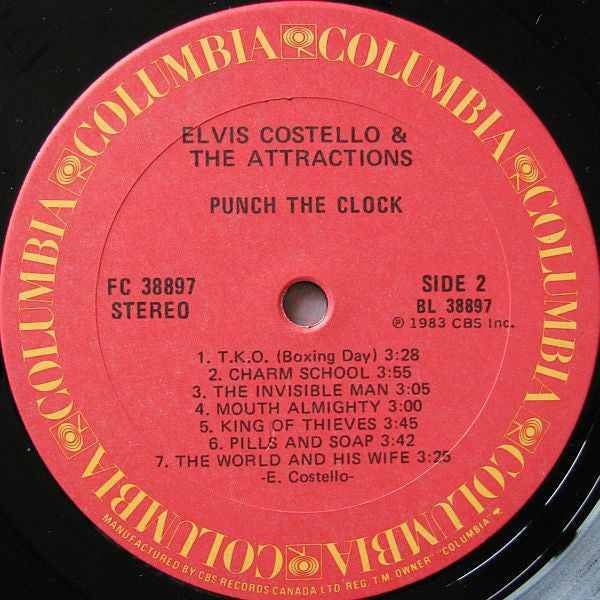 COLUMBIA COLUMBIA COLUMBIA COLUMBIA COLUMBIA COLUMBIA
ELVIS COSTELLO &
THE ATTRACTIONS
PUNCH THE CLOCK
FC 38897
STEREO
SIDE 2
BL 38897
℗ 1983 CBS Inc.
1. T.K.O. (Boxing Day) 3:28
2. CHARM SCHOOL 3:55
3. THE INVISIBLE MAN 3:05
4. MOUTH ALMIGHTY 3:00
5. KING OF THIEVES 3:45
6. PILLS AND SOAP 3:42
7. THE WORLD AND HIS WIFE 3:25
-E. Costello-
MANUFACTURED BY CBS RECORDS CANADA LTD. REG. T.M. OWNER "COLUMBIA"